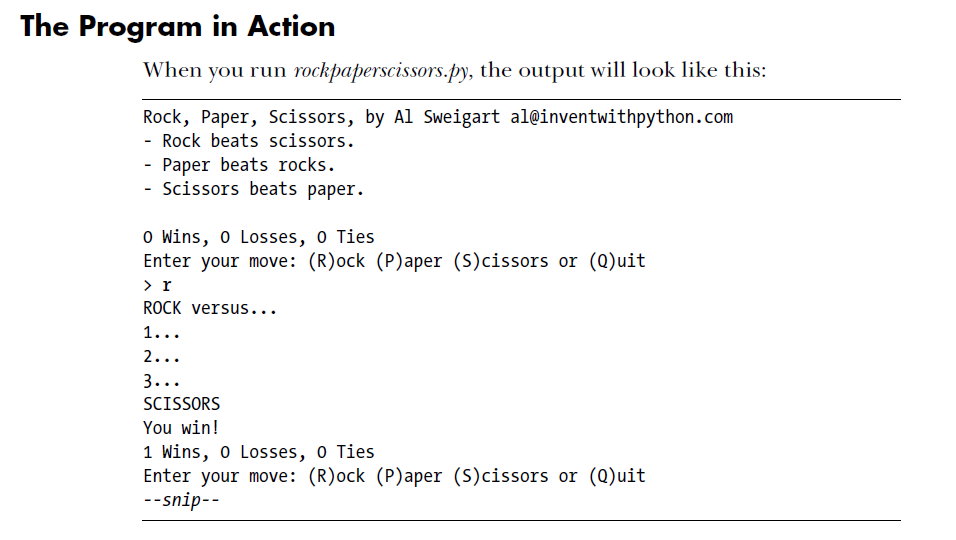 The Program in Action
When you run rockpaperscissors.py, the output will look like this:
Rock, Paper, Scissors, by Al Sweigart al@inventwithpython.com
- Rock beats scissors.
- Paper beats rocks.
- Scissors beats paper.
0 Wins, 0 Losses, 0 Ties
Enter your move: (R)ock (P)aper (S)cissors or (Q)uit
> r
ROCK versus...
1...
2...
3...
SCISSORS
You win!
1 Wins, 0 Losses, 0 Ties
Enter your move: (R)ock (P)aper (S)cissors or (Q)uit
--snip--